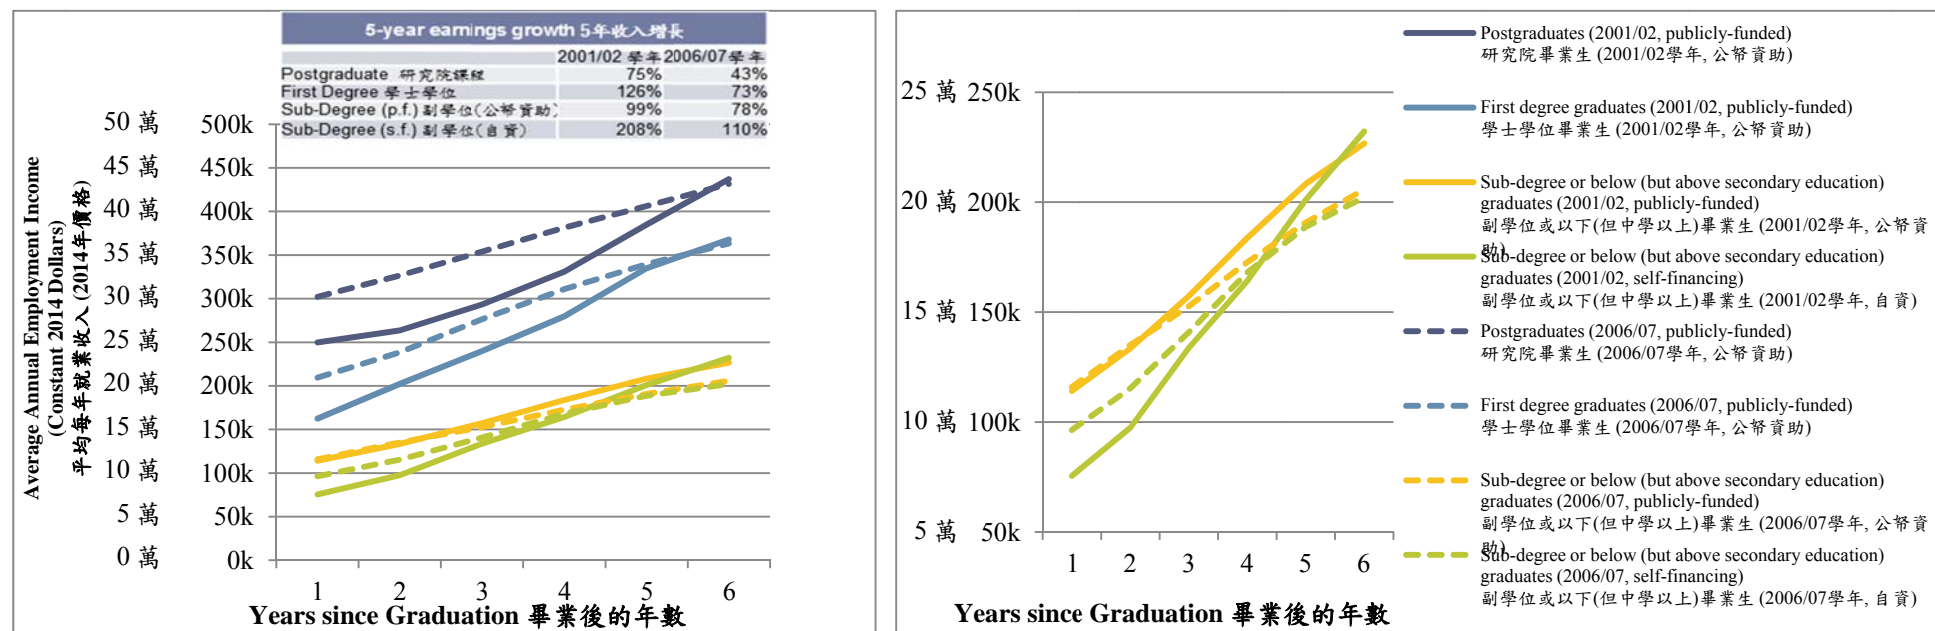 5-year earnings growth 5年收入增長
2001/02 學年 2006/07學年
Postgraduate 研究院課程 75% 43%
First Degree 學士學位 126% 73%
Sub-Degree (p.f.) 副學位(公帑資助) 99% 78%
Sub-Degree (s.f.) 副學位(自資) 208% 110%
Average Annual Employment Income
(Constant 2014 Dollars)
平均每年就業收入 (2014年價格)
50 萬 500k
45 萬 450k
40 萬 400k
35 萬 350k
30 萬 300k
25 萬 250k
20 萬 200k
15 萬 150k
10 萬 100k
5 萬 50k
0 萬 0k
1 2 3 4 5 6
Years since Graduation 畢業後的年數
25 萬 250k
20 萬 200k
15 萬 150k
10 萬 100k
5 萬 50k
1 2 3 4 5 6
Years since Graduation 畢業後的年數
Postgraduates (2001/02, publicly-funded)
研究院畢業生 (2001/02學年, 公帑資助)
First degree graduates (2001/02, publicly-funded)
學士學位畢業生 (2001/02學年, 公帑資助)
Sub-degree or below (but above secondary education)
graduates (2001/02, publicly-funded)
副學位或以下(但中學以上)畢業生 (2001/02學年, 公帑資
助)
Sub-degree or below (but above secondary education)
graduates (2001/02, self-financing)
副學位或以下(但中學以上)畢業生 (2001/02學年, 自資)
Postgraduates (2006/07, publicly-funded)
研究院畢業生 (2006/07學年, 公帑資助)
First degree graduates (2006/07, publicly-funded)
學士學位畢業生 (2006/07學年, 公帑資助)
Sub-degree or below (but above secondary education)
graduates (2006/07, publicly-funded)
副學位或以下(但中學以上)畢業生 (2006/07學年, 公帑資
助)
Sub-degree or below (but above secondary education)
graduates (2006/07, self-financing)
副學位或以下(但中學以上)畢業生 (2006/07學年, 自資)